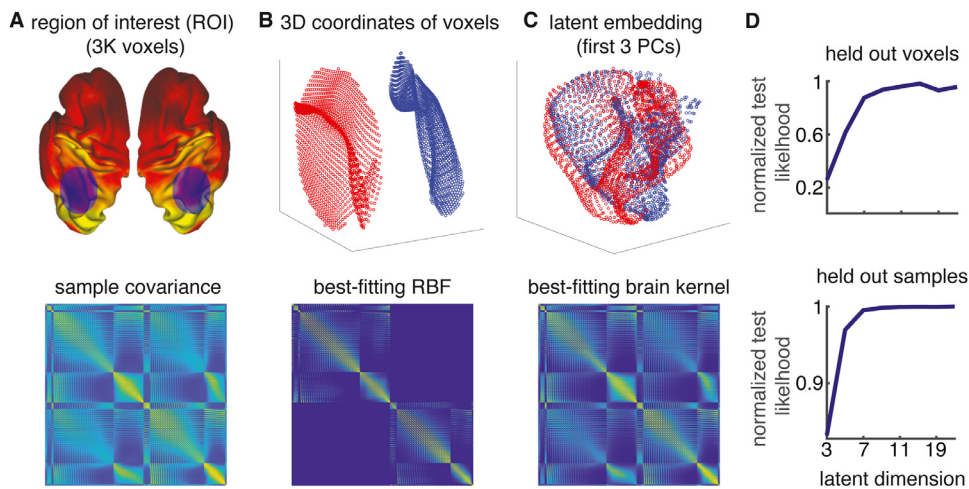 A region of interest (ROI)
(3K voxels)
B 3D coordinates of voxels
C latent embedding
(first 3 PCs)
D
held out voxels
normalized test
likelihood
1
0.6
0.2
sample covariance
best-fitting RBF
best-fitting brain kernel
held out samples
normalized test
likelihood
1
0.9
3 7 11 19
latent dimension